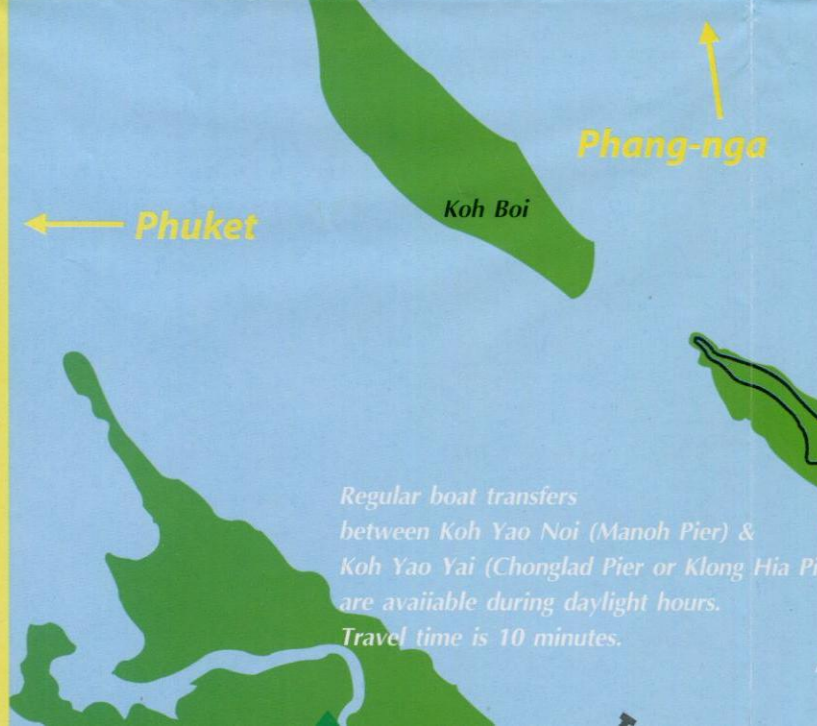 Phang-nga
Koh Boi
Phuket
Regular boat transfers
between Koh Yao Noi (Manoh Pier) &
Koh Yao Yai (Chonglad Pier or Klong Hia Pi
are avaiiable during daylight hours.
Travel time is 10 minutes.